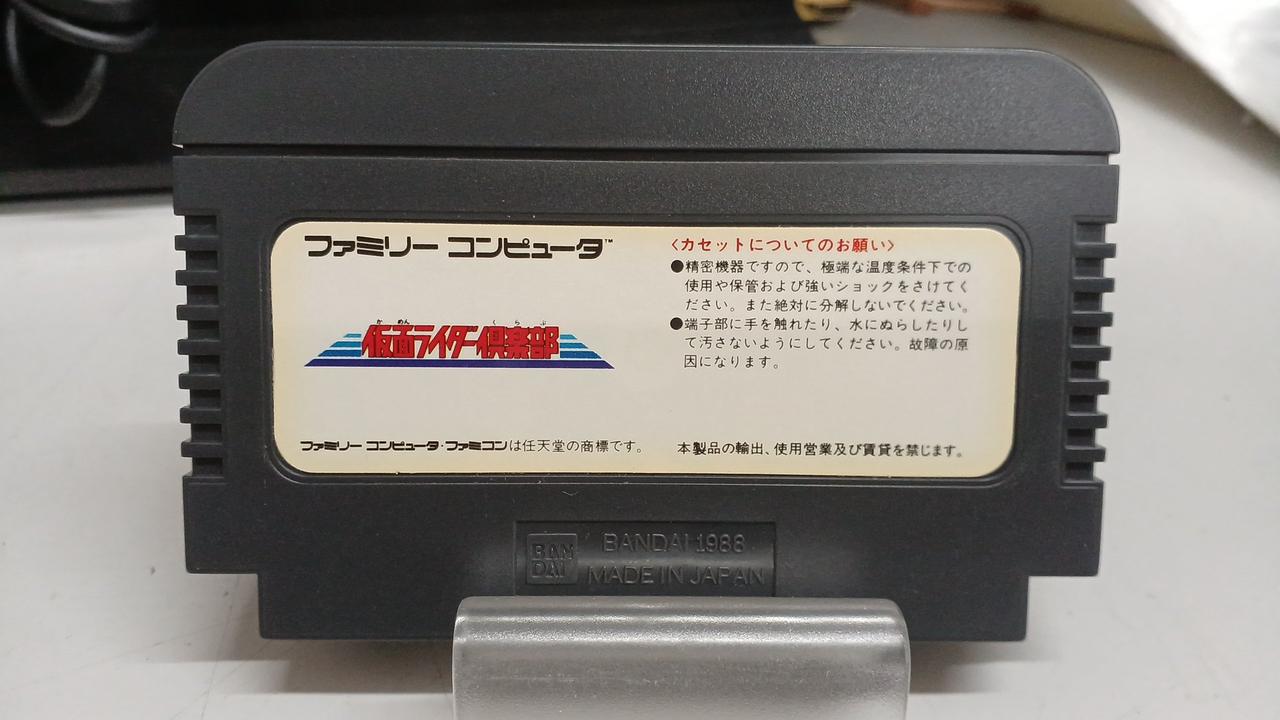 ファミリー コンピュータ™
かめん くらぶ
仮面ライダー倶楽部
ファミリー コンピュータ・ファミコンは任天堂の商標です。
〈カセットについてのお願い〉
●精密機器ですので、極端な温度条件下での
使用や保管および強いショックをさけてく
ださい。また絶対に分解しないでください。
●端子部に手を触れたり、水にぬらしたりし
て汚さないようにしてください。故障の原
因になります。
本製品の輸出、使用営業及び賃貸を禁じます。
BAN
DAI
BANDAI 1988
MADE IN JAPAN